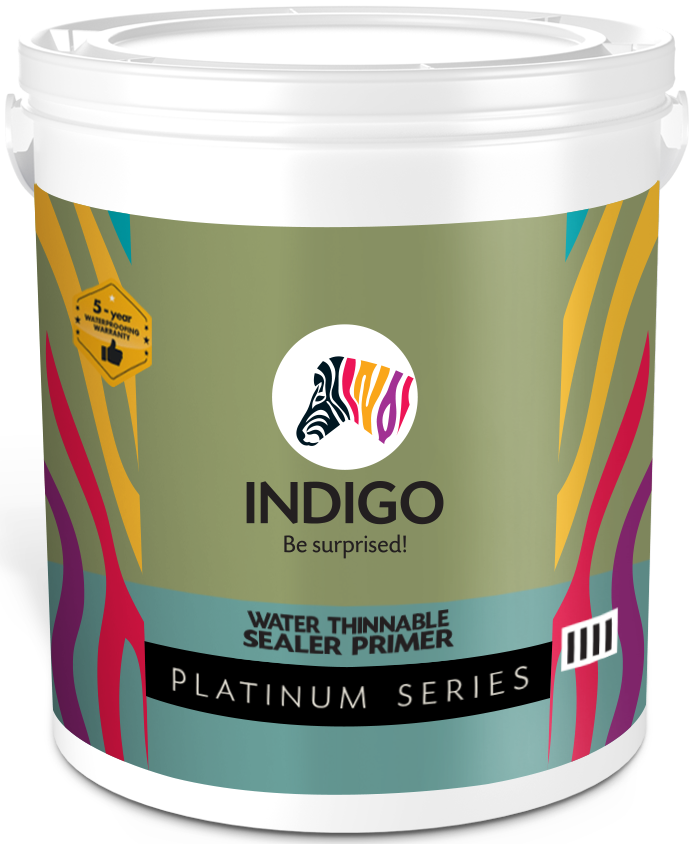 5-year
WATERPROOFING
WARRANTY
INDIGO
Be surprised!
WATER THINNABLE
SEALER PRIMER
PLATINUM SERIES